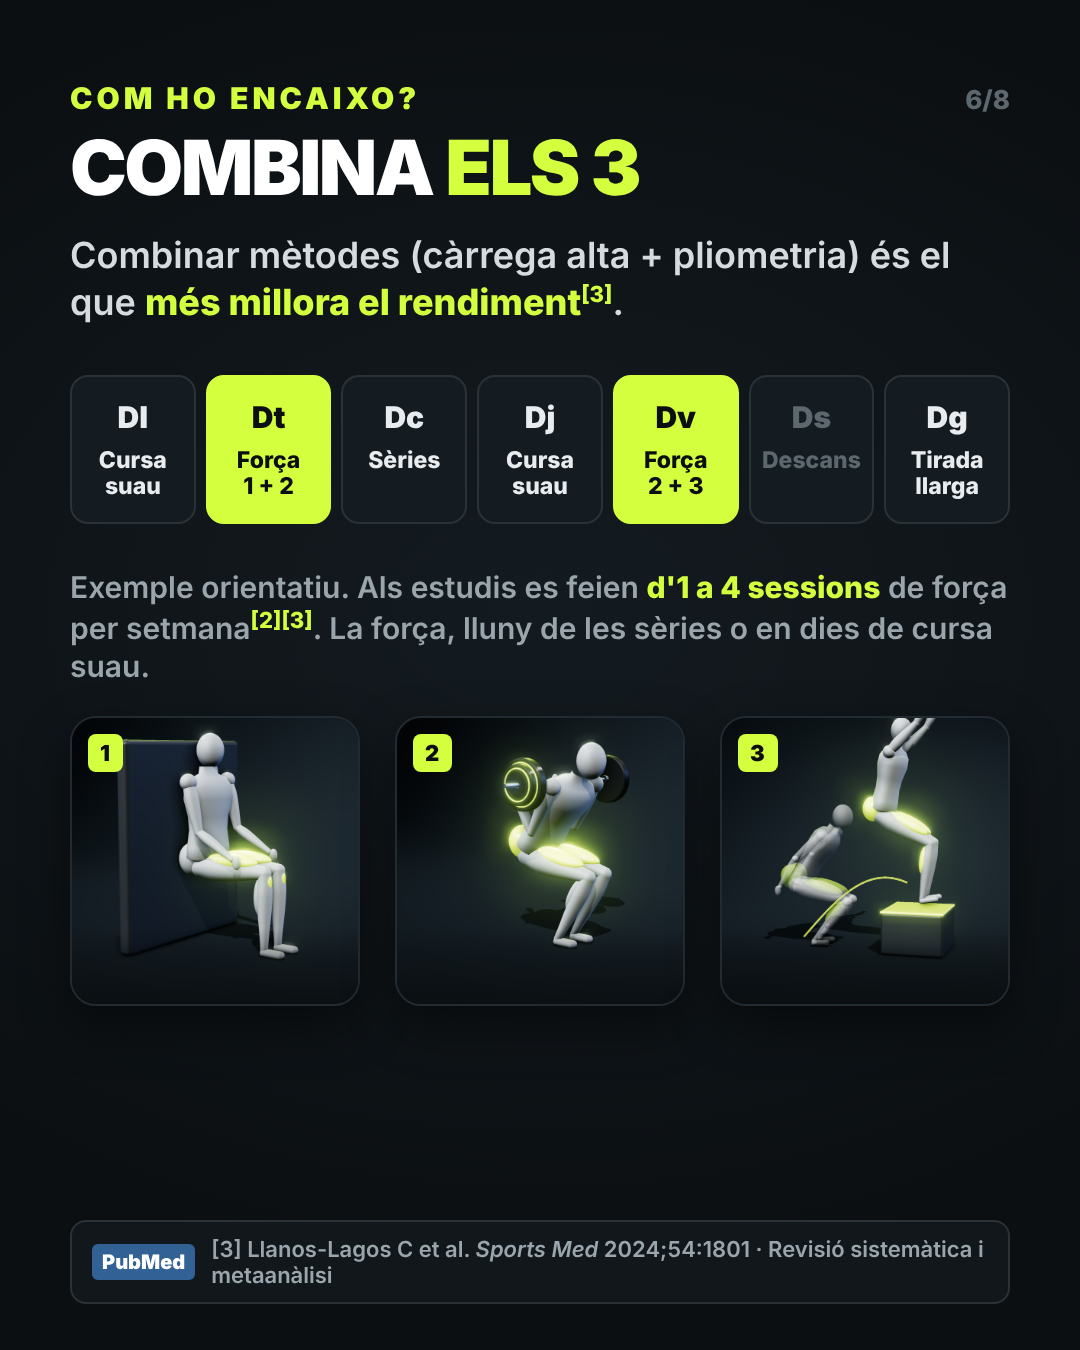 COM HO ENCAIXO?
6/8
COMBINA ELS 3
Combinar mètodes (càrrega alta + pliometria) és el
que més millora el rendiment[3].
Dl
Cursa
suau
Dt
Força
1 + 2
Dc
Sèries
Dj
Cursa
suau
Dv
Força
2 + 3
Ds
Descans
Dg
Tirada
llarga
Exemple orientatiu. Als estudis es feien d'1 a 4 sessions de força
per setmana[2][3]. La força, lluny de les sèries o en dies de cursa
suau.
1
2
3
PubMed
[3] Llanos-Lagos C et al. Sports Med 2024;54:1801 · Revisió sistemàtica i
metaanàlisi